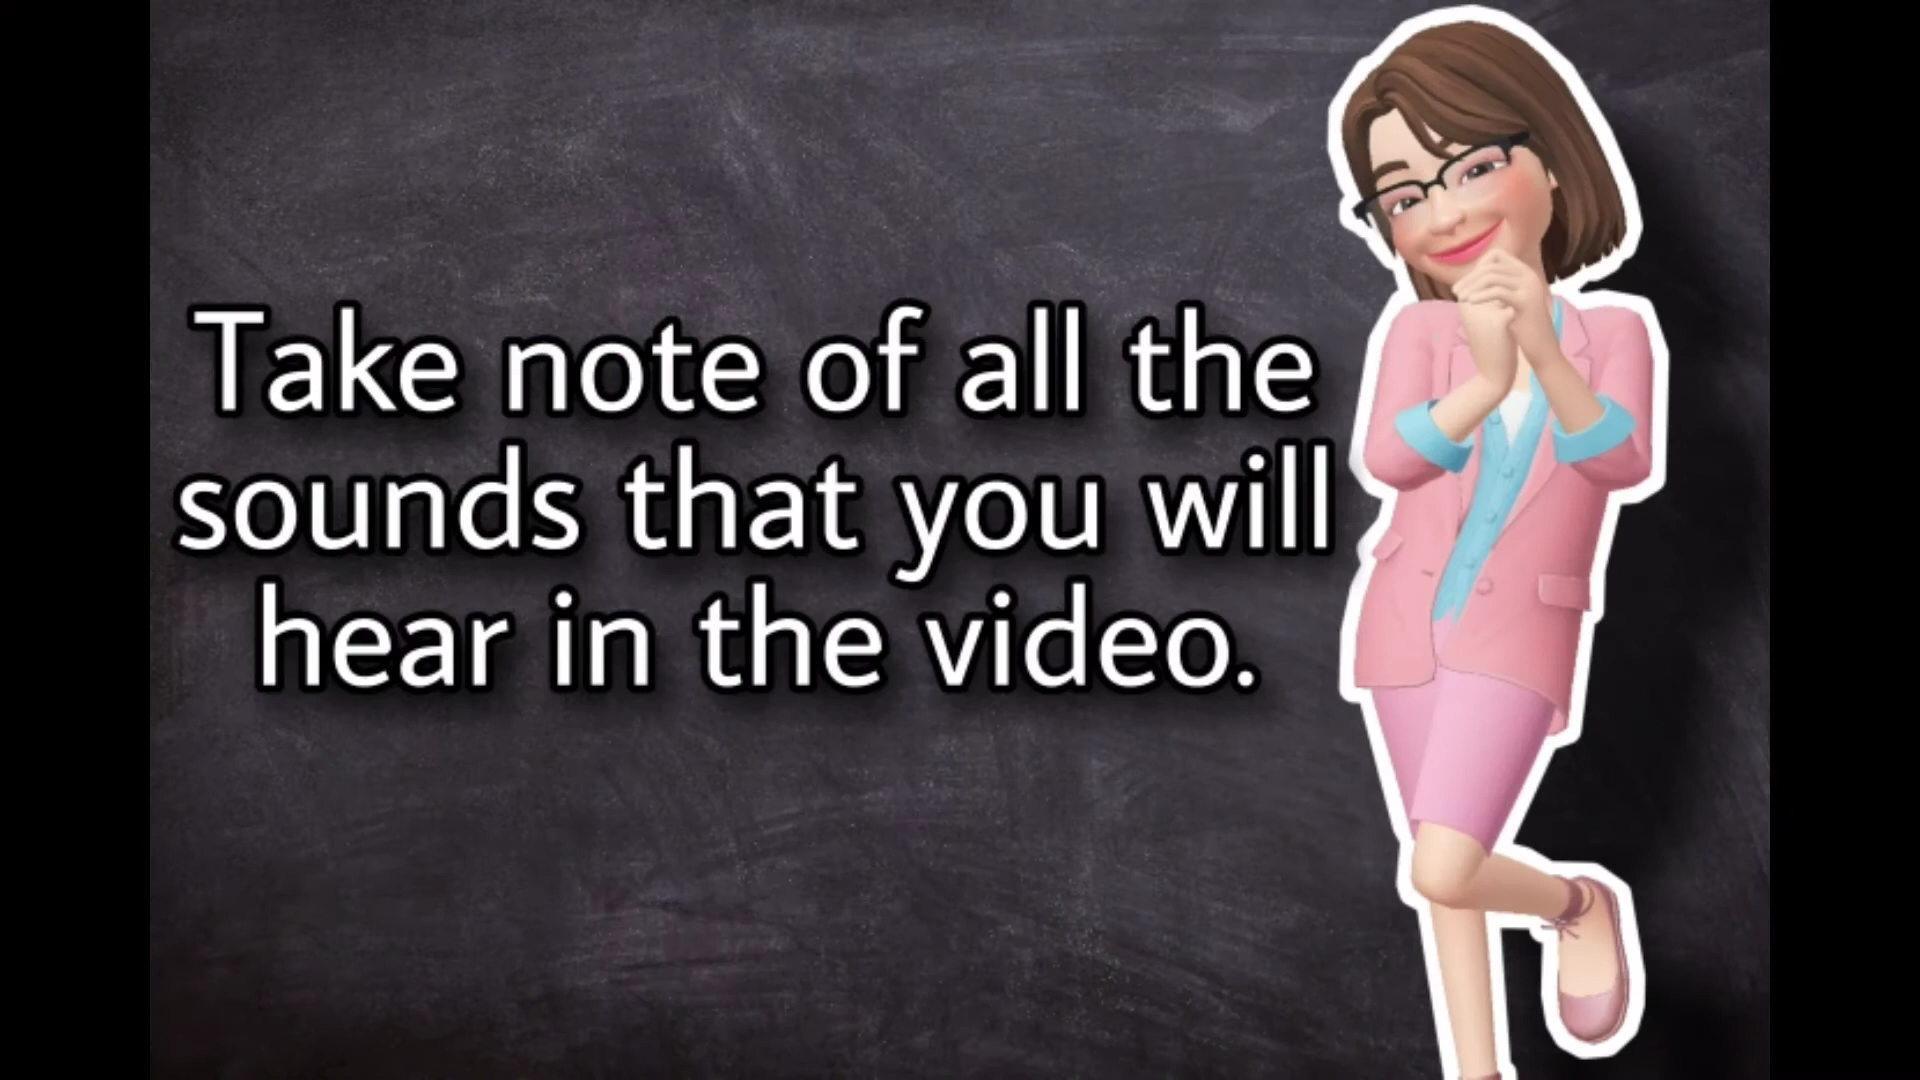 Take note of all the
sounds that you will
hear in the video.